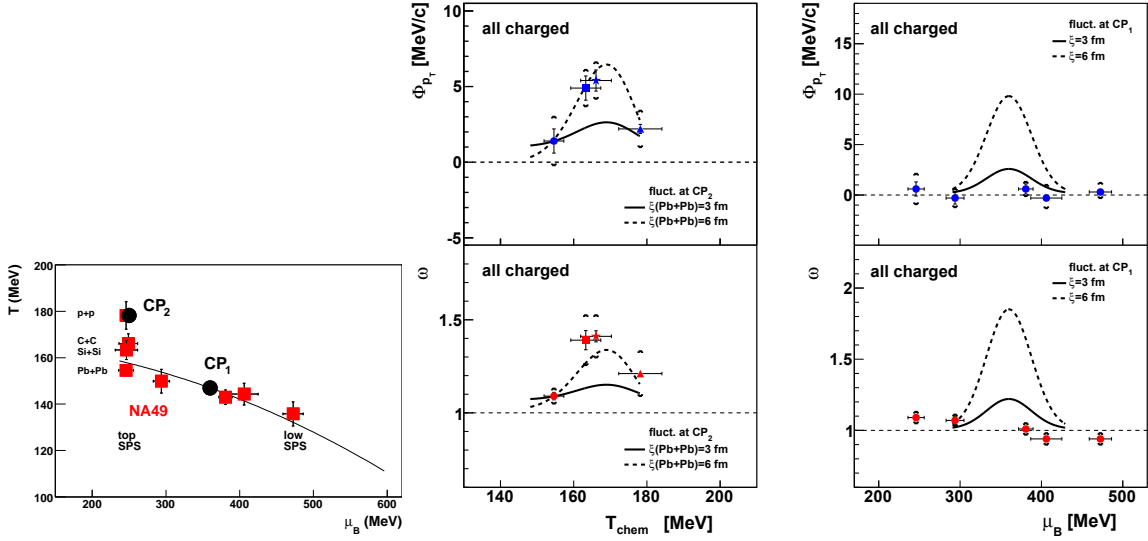 T (MeV)
200
180
160
140
120
100
p+p
C+C
Si+Si
Pb+Pb
CP2
CP1
NA49
top
SPS
low
SPS
200
300
400
500
600
μB (MeV)
ΦpT [MeV/c]
10
5
0
-5
all charged
fluct. at CP2
ξ(Pb+Pb)=3 fm
ξ(Pb+Pb)=6 fm
ω
1.5
1
all charged
fluct. at CP2
ξ(Pb+Pb)=3 fm
ξ(Pb+Pb)=6 fm
140
160
180
200
Tchem [MeV]
ΦpT [MeV/c]
15
10
5
0
-5
all charged
fluct. at CP1
ξ=3 fm
ξ=6 fm
ω
2
1.5
1
all charged
fluct. at CP1
ξ=3 fm
ξ=6 fm
200
300
400
500
μB [MeV]